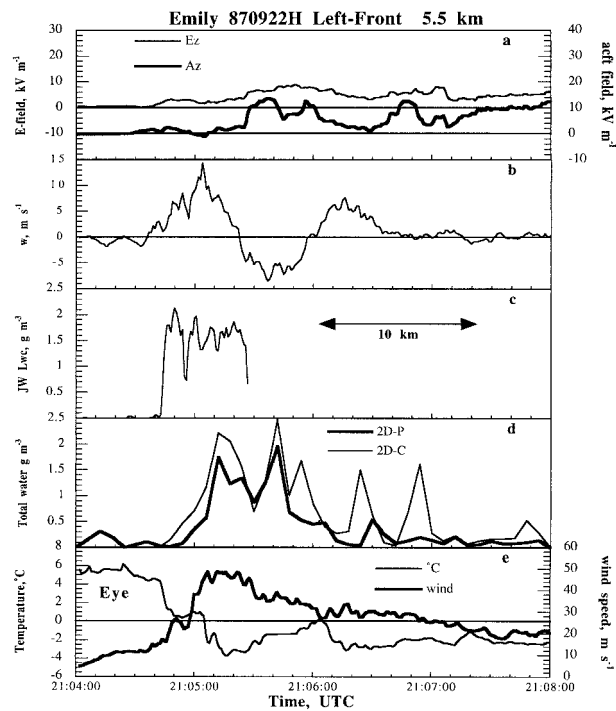 Emily 870922H Left-Front 5.5 km
30
20
10
0
-10
E-field, kV m-1
Ez
Az
a
40
30
20
10
0
-10
acft field, kV m-1
15
10
5
0
-5
w, m s-1
b
2.5
2
1.5
1
0.5
JW Lwc, g m-3
c
10 km
2.5
2
1.5
1
0.5
Total water g m-3
d
2D-P
2D-C
8
6
4
2
0
-2
-4
-6
Temperature,°C
Eye
e
°C
wind
60
50
40
30
20
10
0
wind speed, m s-1
21:04:00 21:05:00 21:06:00 21:07:00 21:08:00
Time, UTC